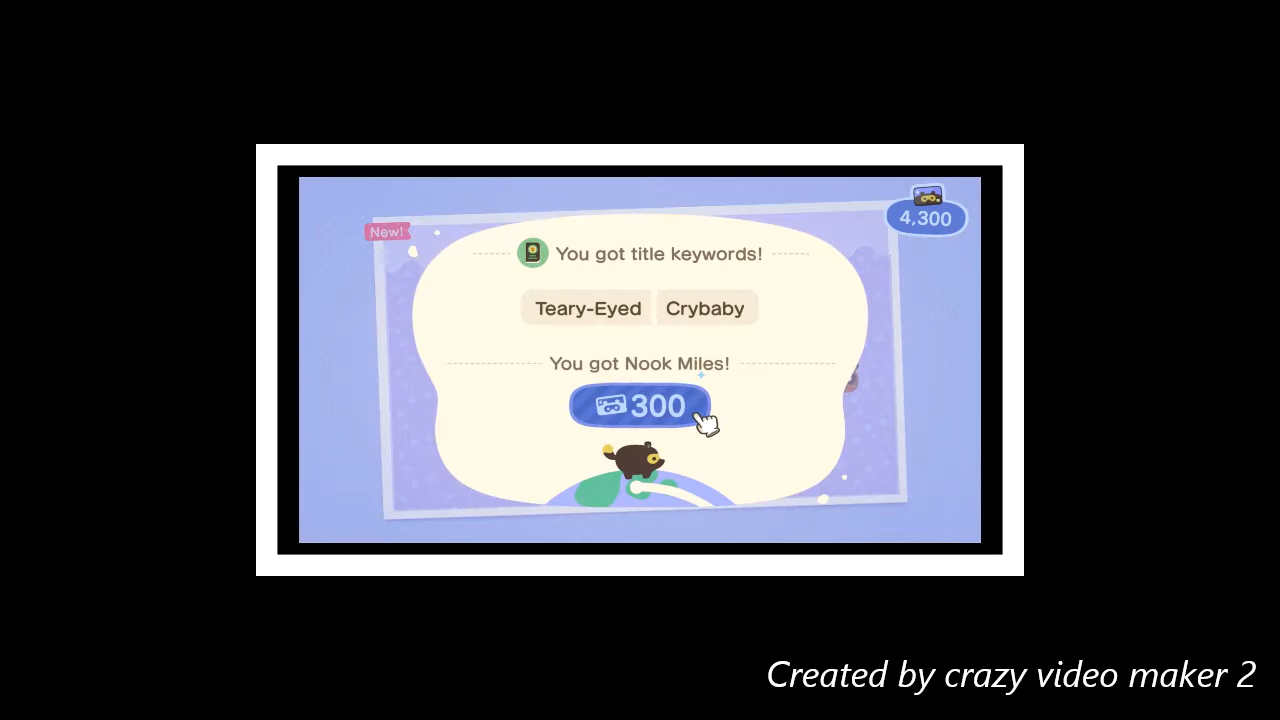 4,300
New!
You got title keywords!
Teary-Eyed Crybaby
You got Nook Miles!
300
Created by crazy video maker 2